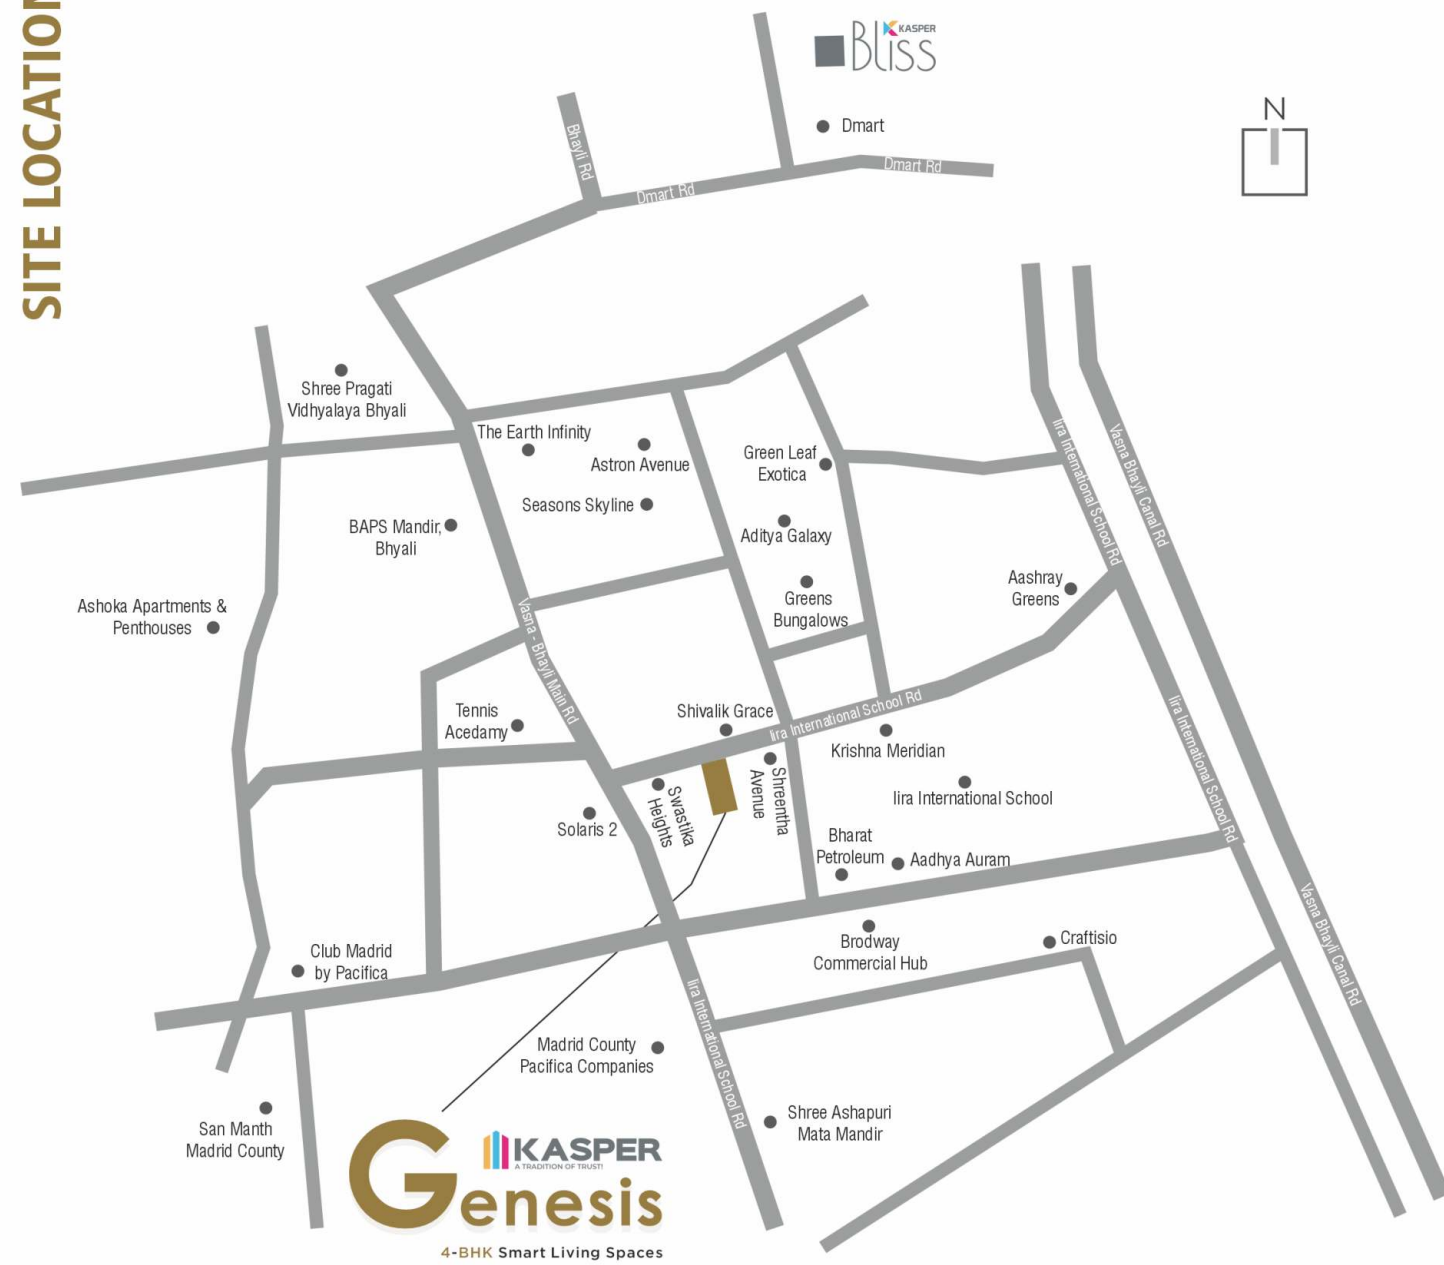 SITE LOCATION
KASPER
Bliss
N
Dmart
Bhayli Rd
Dmart Rd
Dmart Rd
Shree Pragati
Vidhyalaya Bhyali
The Earth Infinity
Astron Avenue
Green Leaf
Exotica
Iira International School Rd
Vasna Bhayli Canal Rd
Seasons Skyline
BAPS Mandir,
Bhyali
Aditya Galaxy
Aashray
Greens
Greens
Bungalows
Ashoka Apartments &
Penthouses
Vasna - Bhayli Main Rd
Tennis
Acedamy
Shivalik Grace
Iira International School Rd
Krishna Meridian
Iira International School Rd
Swastika
Heights
Shreentha
Avenue
Iira International School
Solaris 2
Bharat
Petroleum
Aadhya Auram
Vasna Bhayli Canal Rd
Brodway
Commercial Hub
Craftisio
Club Madrid
by Pacifica
Iira International School Rd
Madrid County
Pacifica Companies
San Manth
Madrid County
Shree Ashapuri
Mata Mandir
KASPER
A TRADITION OF TRUST!
Genesis
4-BHK Smart Living Spaces